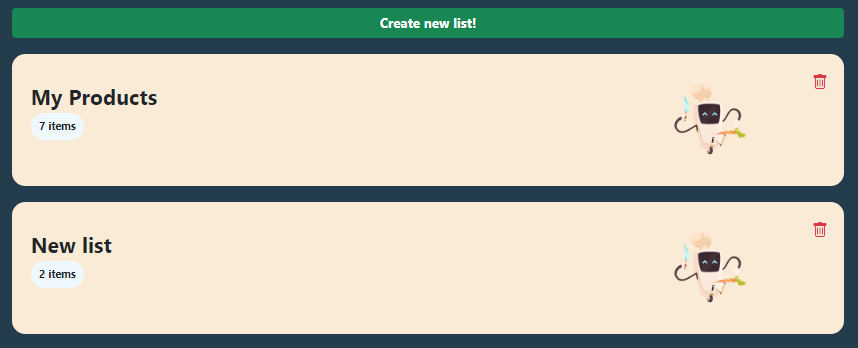 Create new list!
My Products
7 items
New list
2 items